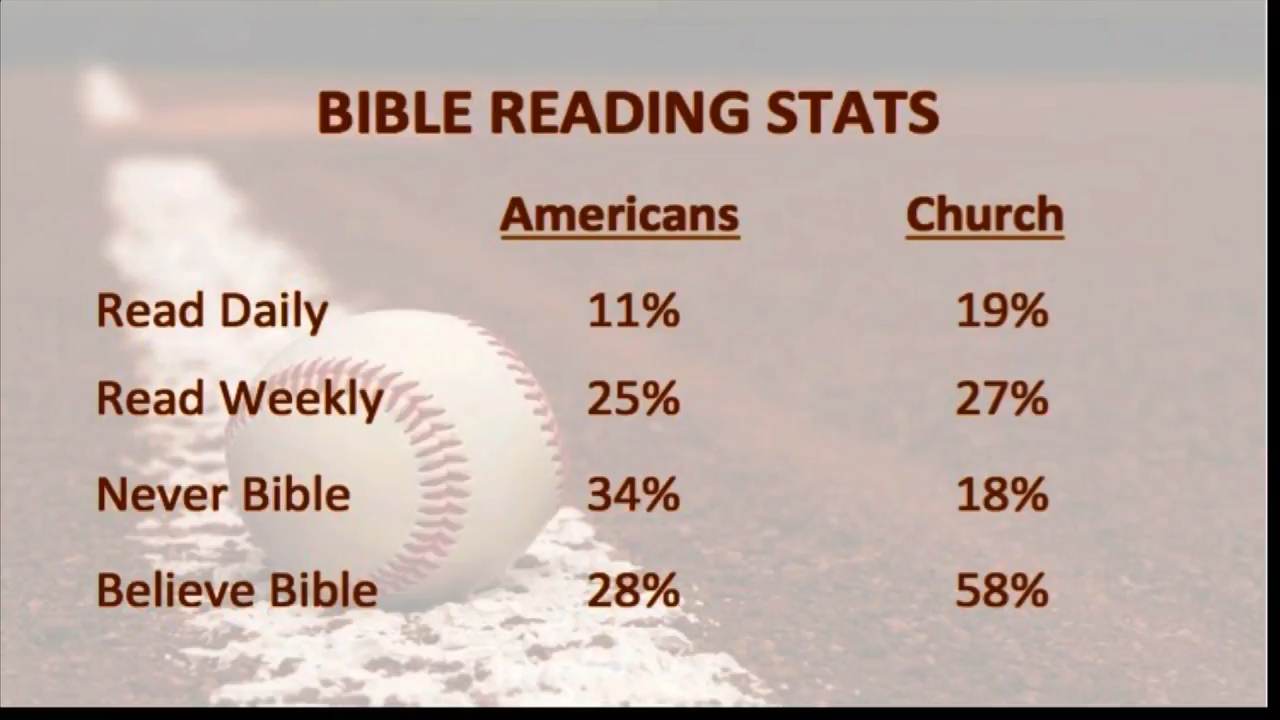 BIBLE READING STATS
Americans Church
Read Daily 11% 19%
Read Weekly 25% 27%
Never Bible 34% 18%
Believe Bible 28% 58%